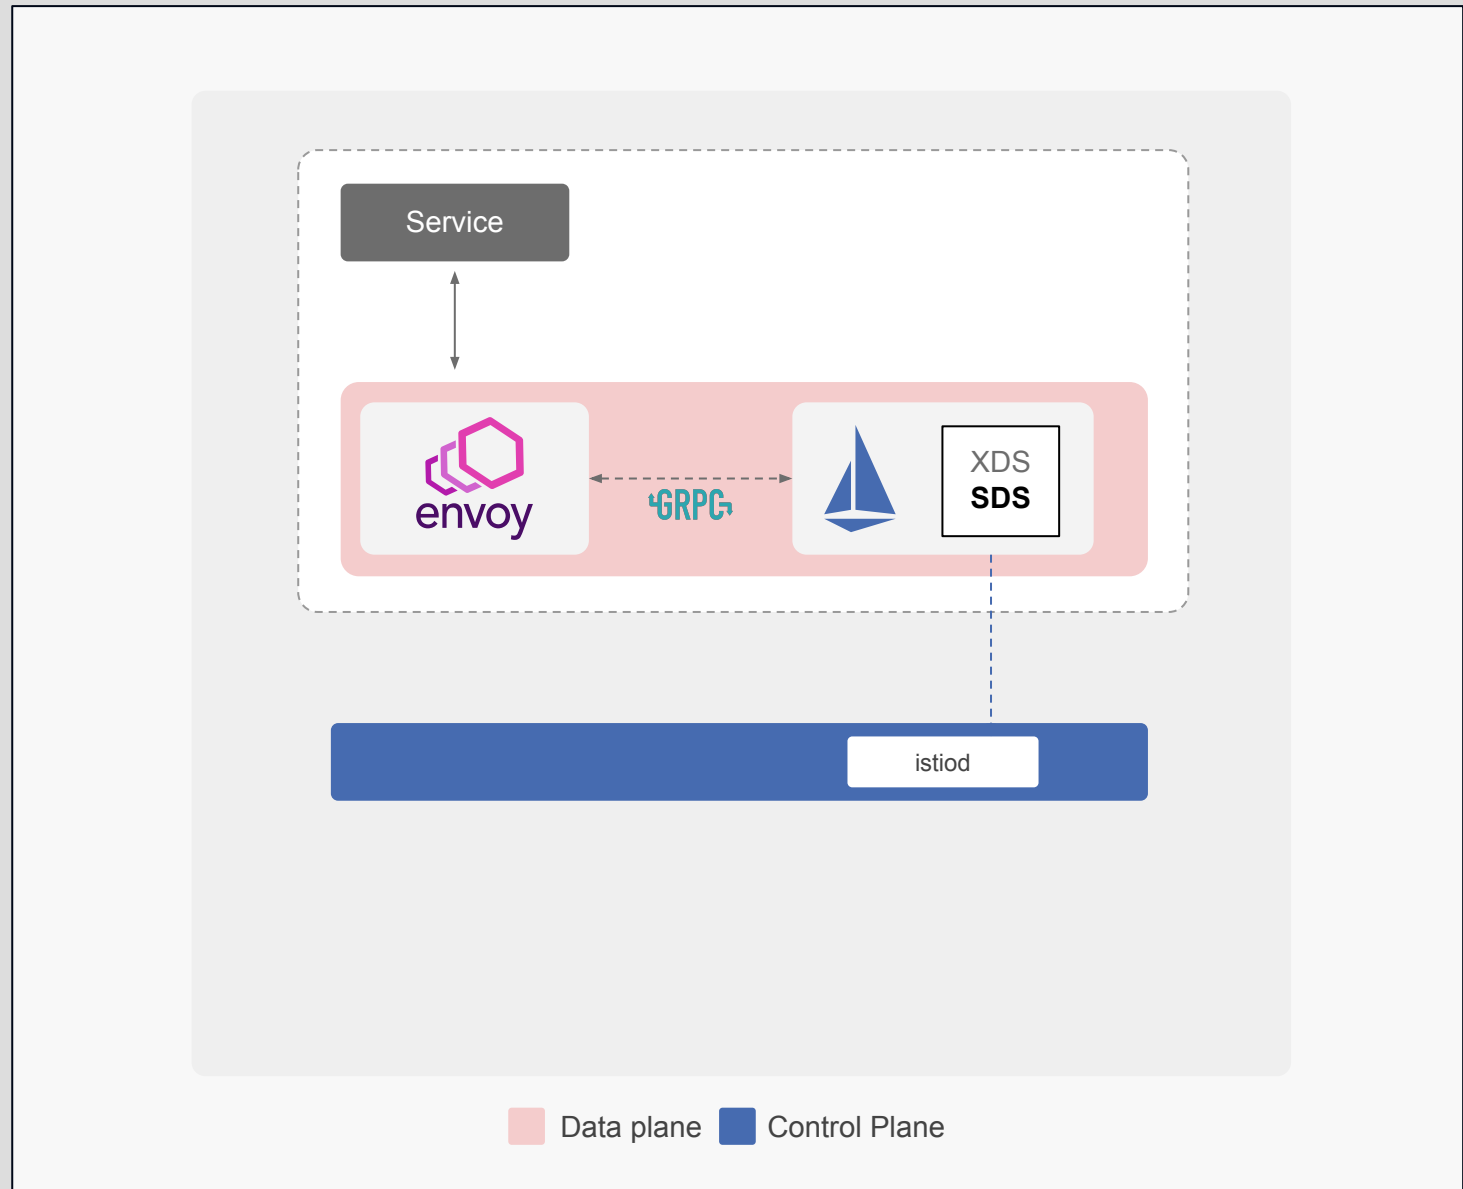 Service
envoy
GRPC
XDS
SDS
istiod
Data plane
Control Plane